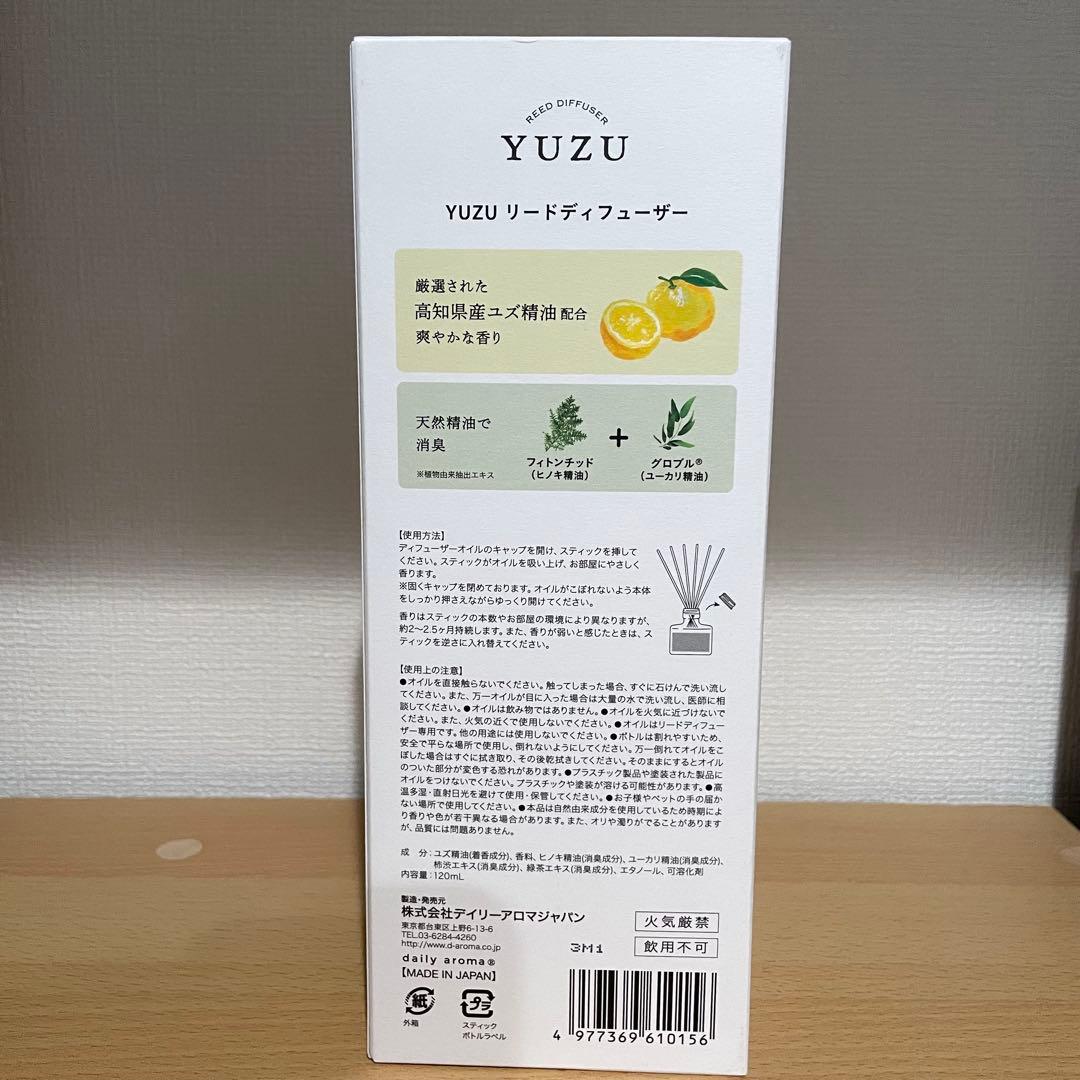 REED DIFFUSER
YUZU
YUZU リードディフューザー
厳選された
高知県産ユズ精油 配合
爽やかな香り
天然精油で
消臭
※植物由来抽出エキス
フィトンチッド
（ヒノキ精油）
+
グロブル®
（ユーカリ精油）
【使用方法】
ディフューザーオイルのキャップを開け、スティックを挿して
ください。スティックがオイルを吸い上げ、お部屋にやさしく
香ります。
※固くキャップを閉めております。オイルがこぼれないよう本体
をしっかり押さえながらゆっくり開けてください。
香りはスティックの本数やお部屋の環境により異なりますが、
約2〜2.5ヶ月持続します。また、香りが弱いと感じたときは、ス
ティックを逆さに入れ替えてください。
【使用上の注意】
●オイルを直接触らないでください。触ってしまった場合、すぐに石けんで洗い流し
てください。また、万一オイルが目に入った場合は大量の水で洗い流し、医師に相
談してください。●オイルは飲み物ではありません。●オイルを火気に近づけないで
ください。また、火気の近くで使用しないでください。●オイルはリードディフュー
ザー専用です。他の用途には使用しないでください。●ボトルは割れやすいため、
安全で平らな場所で使用し、倒れないようにしてください。万一倒れてオイルをこ
ぼした場合はすぐに拭き取り、その後乾拭きしてください。そのままにするとオイル
のついた部分が変色する恐れがあります。●プラスチック製品や塗装された製品に
オイルをつけないでください。プラスチックや塗装が溶ける可能性があります。●高
温多湿・直射日光を避けて使用・保管してください。●お子様やペットの手の届か
ない場所で使用してください。●本品は自然由来成分を使用しているため時期によ
り香りや色が若干異なる場合があります。また、オリや濁りがでることがあります
が、品質には問題ありません。
成 分：ユズ精油(着香成分)、香料、ヒノキ精油(消臭成分)、ユーカリ精油(消臭成分)、
柿渋エキス(消臭成分)、緑茶エキス(消臭成分)、エタノール、可溶化剤
内容量：120mL
製造・発売元
株式会社デイリーアロマジャパン
東京都台東区上野6-13-6
TEL.03-6284-4260
http://www.d-aroma.co.jp
daily aroma®
【MADE IN JAPAN】
火気厳禁
3M1
飲用不可
紙
外箱
プラ
スティック
ボトルラベル
4 977369 610156